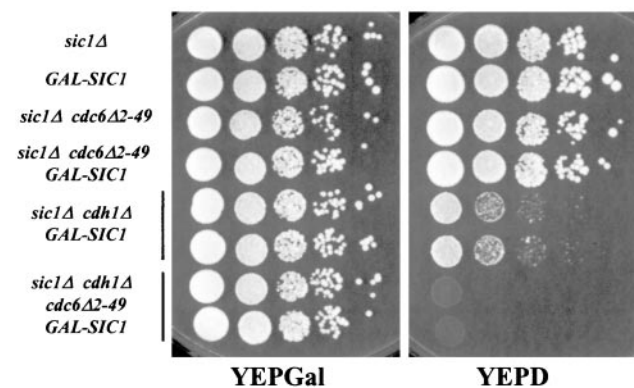 sic1Δ
GAL-SIC1
sic1Δ cdc6Δ2-49
sic1Δ cdc6Δ2-49
GAL-SIC1
sic1Δ cdh1Δ
GAL-SIC1
sic1Δ cdh1Δ
cdc6Δ2-49
GAL-SIC1
YEPGal
YEPD